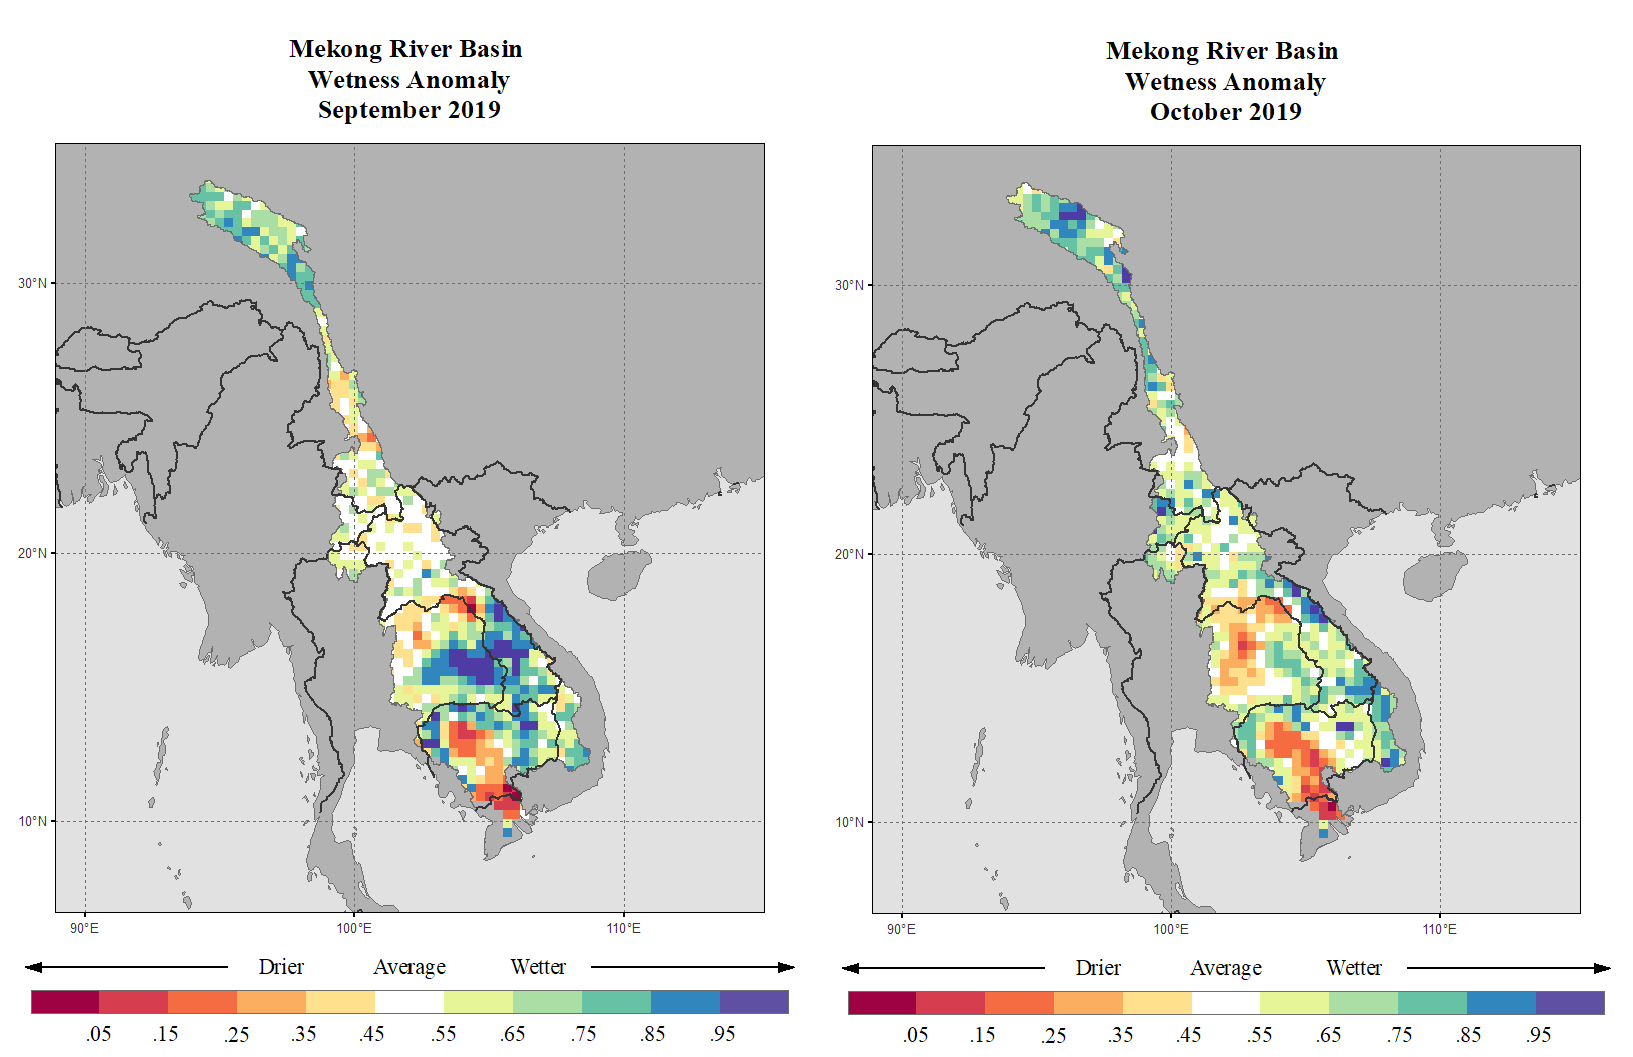 Mekong River Basin
Wetness Anomaly
September 2019
30°N
20°N
10°N
90°E 100°E 110°E
Drier Average Wetter
.05 .15 .25 .35 .45 .55 .65 .75 .85 .95
Mekong River Basin
Wetness Anomaly
October 2019
30°N
20°N
10°N
90°E 100°E 110°E
Drier Average Wetter
.05 .15 .25 .35 .45 .55 .65 .75 .85 .95